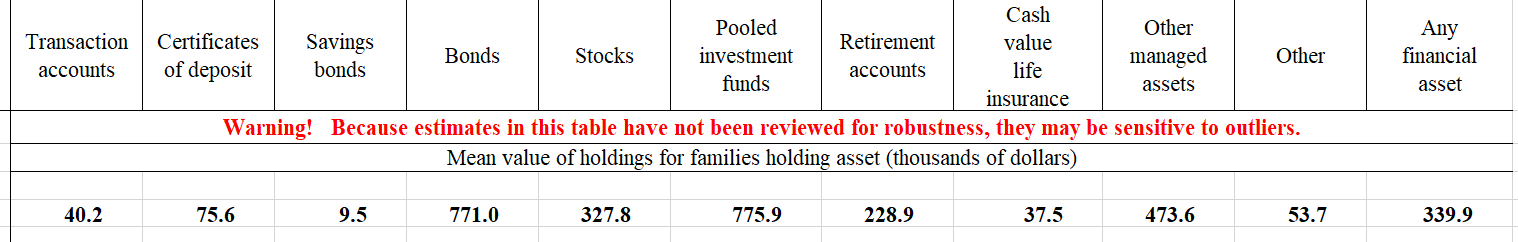 Transaction accounts
Certificates of deposit
Savings bonds
Bonds
Stocks
Pooled investment funds
Retirement accounts
Cash value life insurance
Other managed assets
Other
Any financial asset
Warning! Because estimates in this table have not been reviewed for robustness, they may be sensitive to outliers.
Mean value of holdings for families holding asset (thousands of dollars)
40.2 75.6 9.5 771.0 327.8 775.9 228.9 37.5 473.6 53.7 339.9